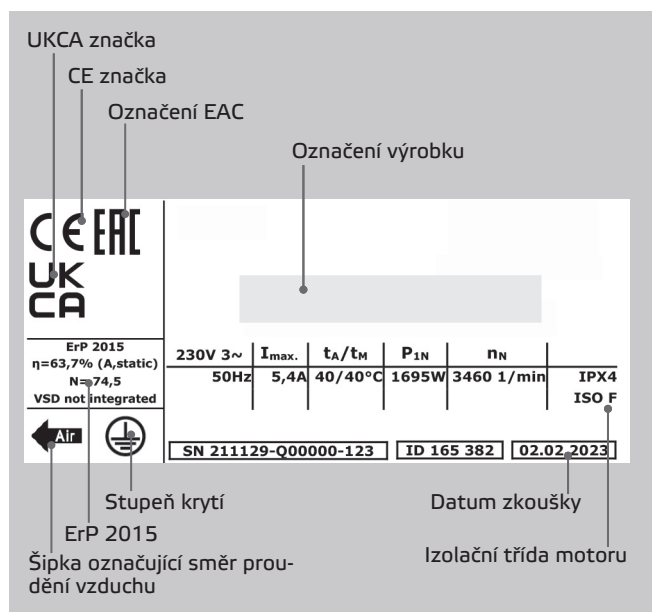 UKCA značka
CE značka
Označení EAC
Označení výrobku
CE EAC
UK
CA
ErP 2015
η=63,7% (A,static)
N= 74,5
VSD not integrated
230V 3~ Imax. tA/tM P1N nN
50Hz 5,4A 40/40°C 1695W 3460 1/min IPX4
ISO F
Air
SN 211129-Q00000-123 ID 165 382 02.02.2023
Stupeň krytí
Datum zkoušky
ErP 2015
Izolační třída motoru
Šipka označující směr prou-
dění vzduchu